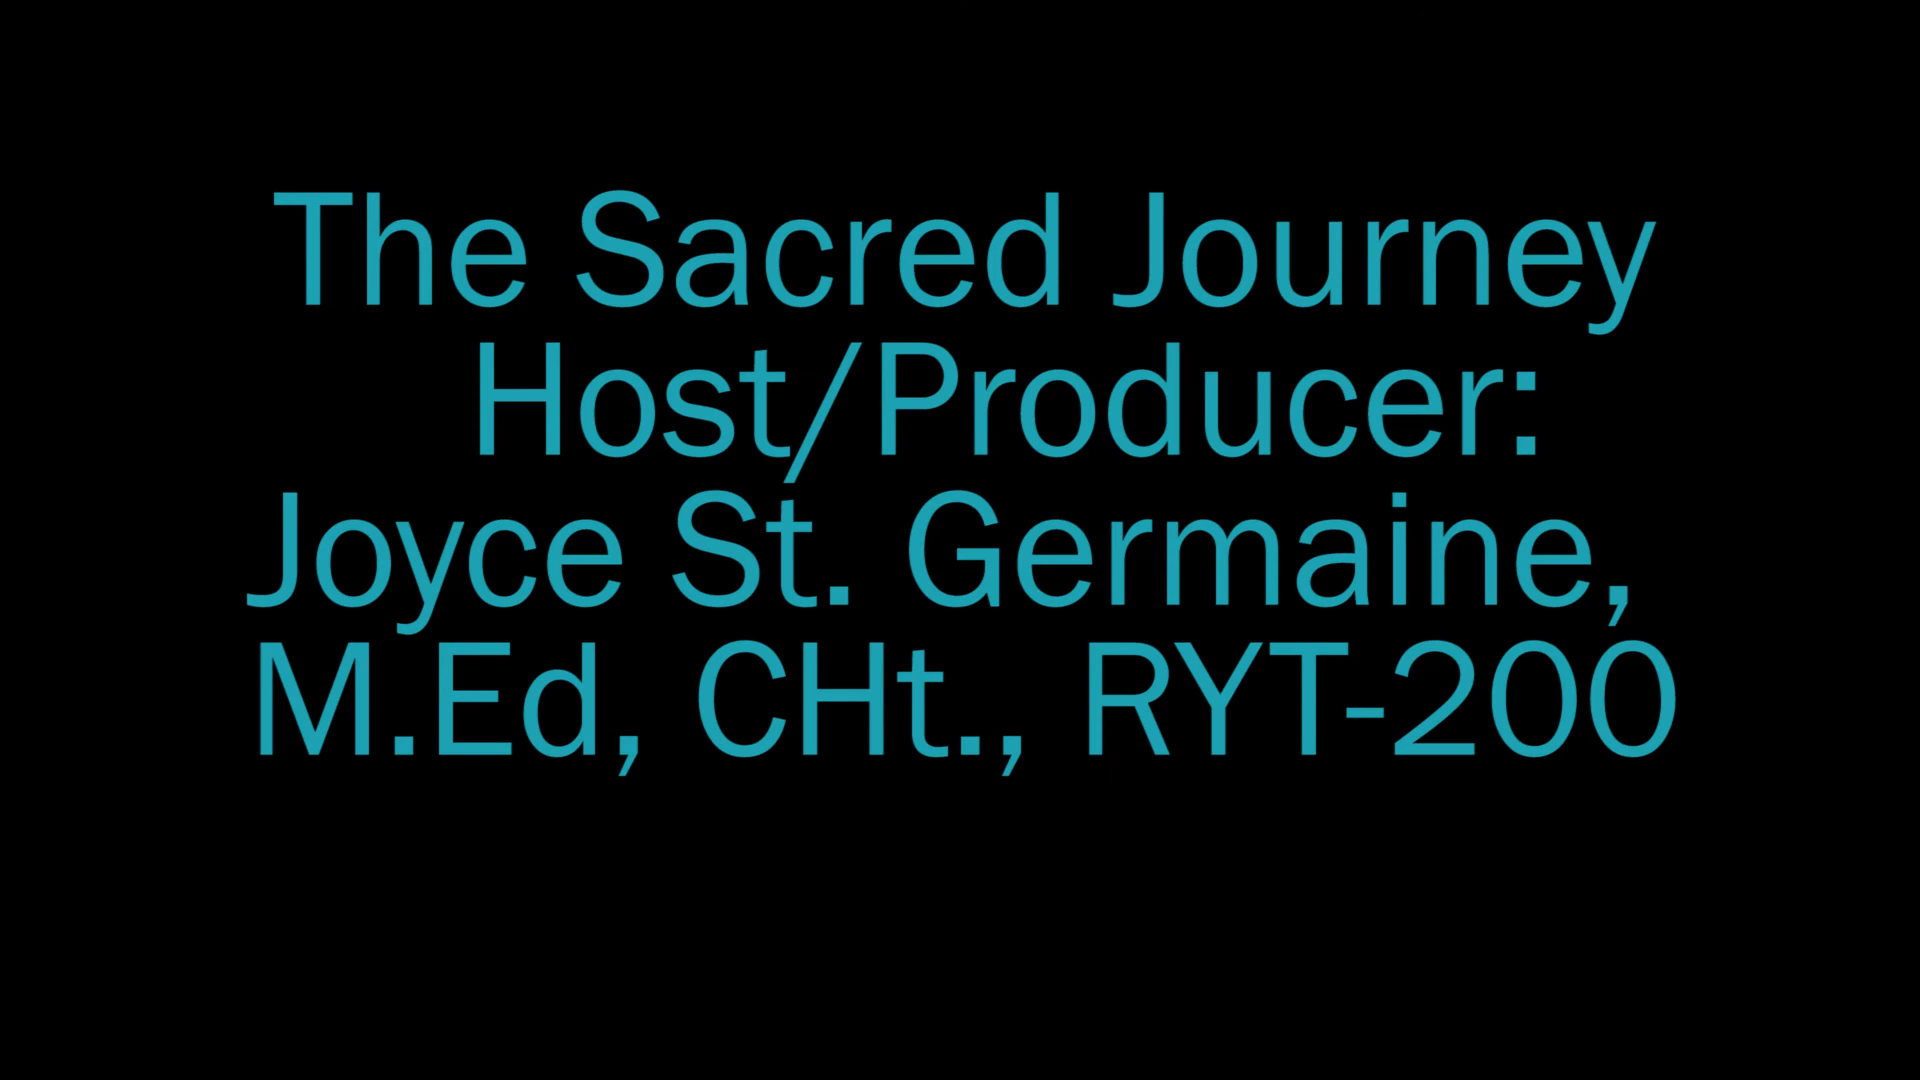 The Sacred Journey
Host/Producer:
Joyce St. Germaine,
M.Ed, CHt., RYT-200